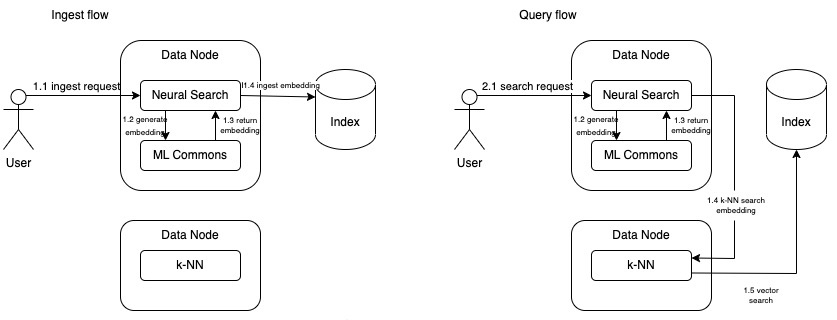 Ingest flow
Data Node
1.1 ingest request
Neural Search
1.4 ingest embedding
1.2 generate
embedding
1.3 return
embedding
ML Commons
User
Index
Data Node
k-NN
Query flow
Data Node
2.1 search request
Neural Search
1.2 generate
embedding
1.3 return
embedding
ML Commons
User
Index
1.4 k-NN search
embedding
Data Node
k-NN
1.5 vector
search